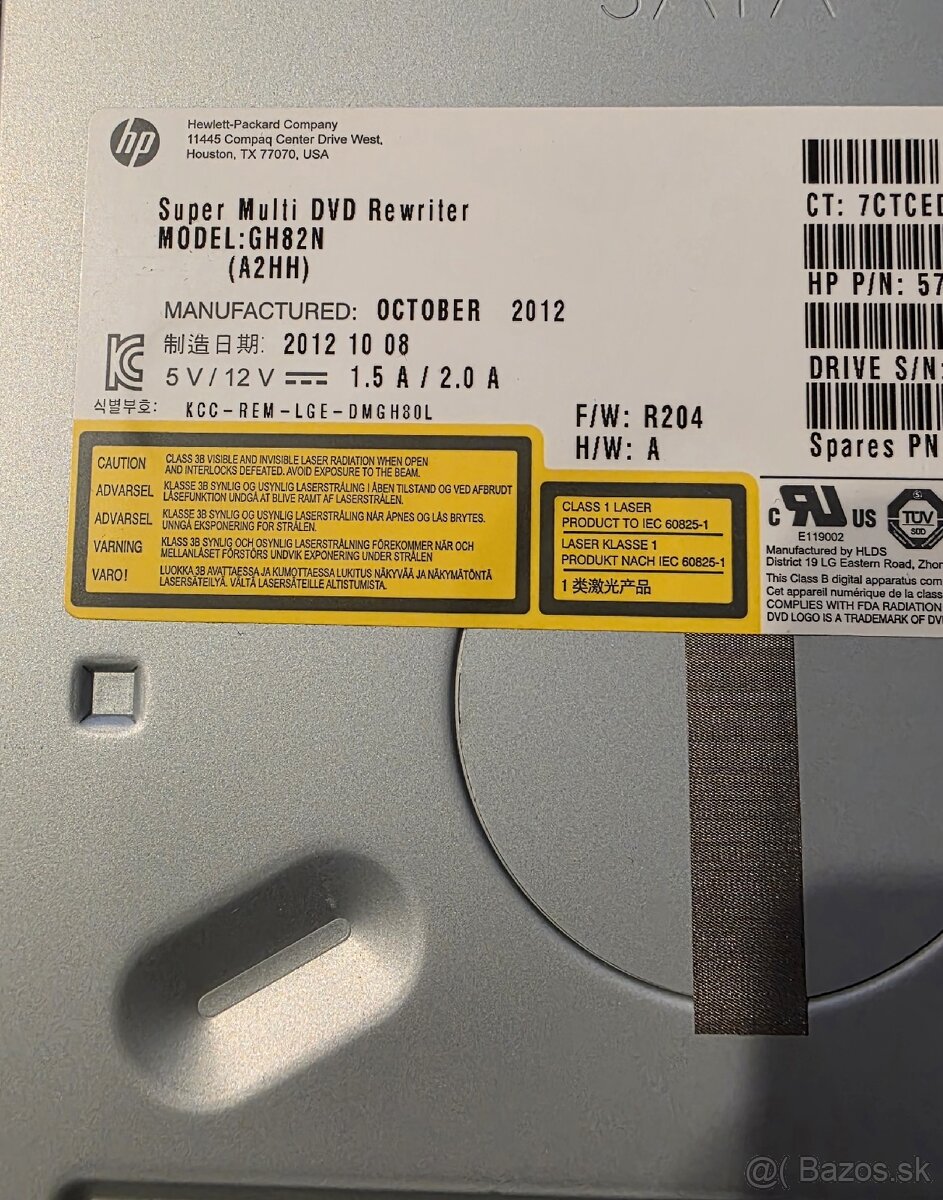 SATA
hp
Hewlett-Packard Company
11445 Compaq Center Drive West,
Houston, TX 77070, USA
Super Multi DVD Rewriter
MODEL:GH82N
(A2HH)
MANUFACTURED: OCTOBER 2012
制造日期: 2012 10 08
5 V / 12 V 1.5 A / 2.0 A
식별부호: KCC-REM-LGE-DMGH80L
F/W: R204
H/W: A
CT: 7CTCED
HP P/N: 57
DRIVE S/N:
Spares PN
CAUTION CLASS 3B VISIBLE AND INVISIBLE LASER RADIATION WHEN OPEN
AND INTERLOCKS DEFEATED. AVOID EXPOSURE TO THE BEAM.
ADVARSEL KLASSE 3B SYNLIG OG USYNLIG LASERSTRÅLING I ÅBEN TILSTAND OG VED AFBRUDT
LÅSEFUNKTION UNDGÅ AT BLIVE RAMT AF LASERSTRÅLEN.
ADVARSEL KLASSE 3B SYNLIG OG USYNLIG LASERSTRÅLING NÅR ÅPNES OG LÅS BRYTES.
UNNGÅ EKSPONERING FOR STRÅLEN.
VARNING KLASS 3B SYNLIG OCH OSYNLIG LASERSTRÅLNING FÖREKOMMER NÄR OCH
MELLANLÅSET FÖRSTÖRS UNDVIK EXPONERING UNDER STRÅLEN
VARO! LUOKKA 3B AVATTAESSA JA KUMOTTAESSA LUKITUS NÄKYVÄÄ JA NÄKYMÄTÖNTÄ
LASERSÄTEILYÄ. VÄLTÄ LASERSÄTEILLE ALTISTUMISTA.
CLASS 1 LASER
PRODUCT TO IEC 60825-1
LASER KLASSE 1
PRODUKT NACH IEC 60825-1
1 类激光产品
c RU US
TÜV
SÜD
E119002
Manufactured by HLDS
District 19 LG Eastern Road, Zhon
This Class B digital apparatus com
Cet appareil numérique de la class
COMPLIES WITH FDA RADIATION
DVD LOGO IS A TRADEMARK OF DV
@( Bazos.sk